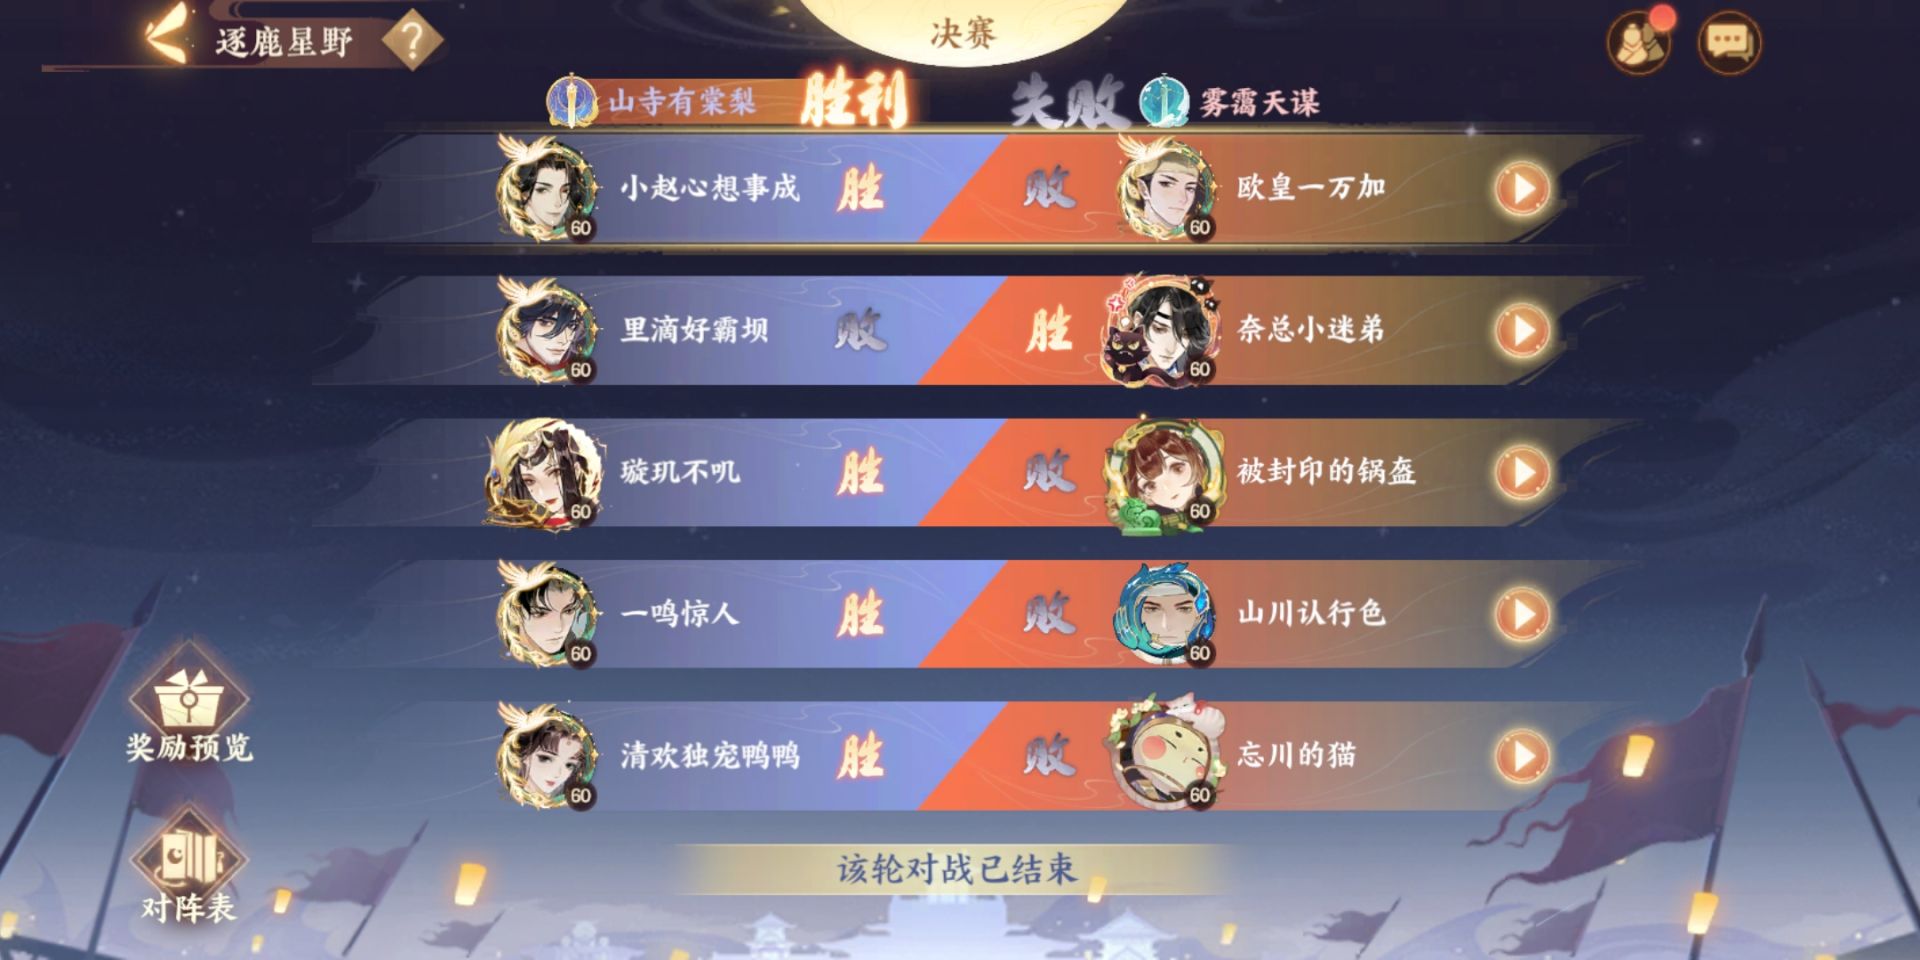 逐鹿星野
?
决赛
山寺有棠梨 胜利 失败 雾霭天谋
小赵心想事成 胜 败 欧皇一万加
60 60
里滴好霸坝 败 胜 奈总小迷弟
60 60
璇玑不叽 胜 败 被封印的锅盔
60 60
一鸣惊人 胜 败 山川认行色
60 60
清欢独宠鸭鸭 胜 败 忘川的猫
60 60
奖励预览
对阵表
该轮对战已结束